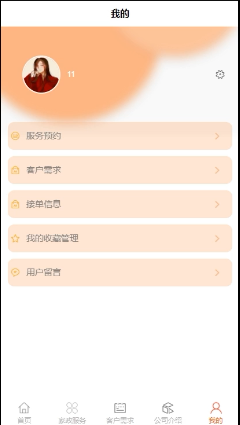 我的
11
服务预约
客户需求
接单信息
我的收藏管理
用户留言
首页
家政服务
客户需求
公司介绍
我的